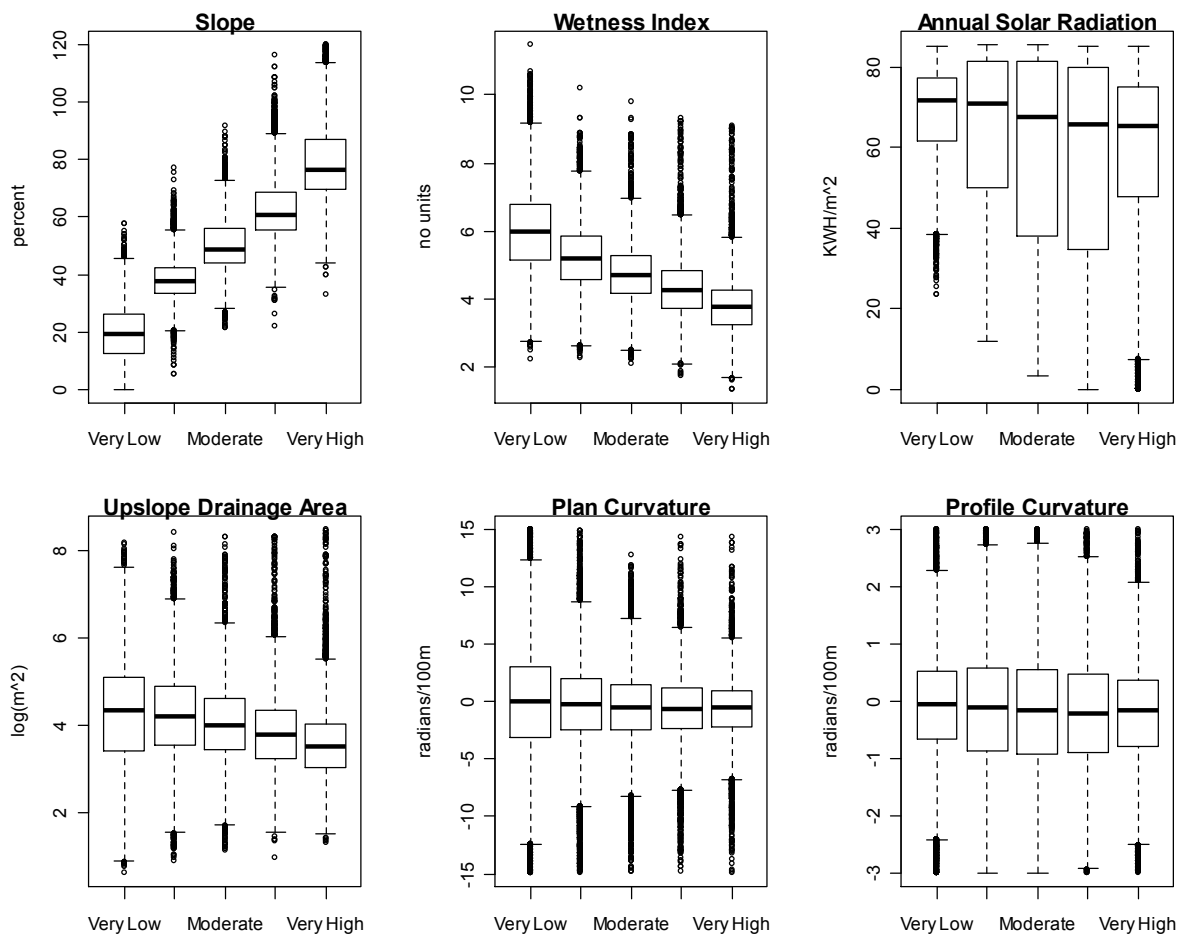 Slope
percent
0 20 40 60 80 100 120
Very Low Moderate Very High
Wetness Index
no units
2 4 6 8 10
Very Low Moderate Very High
Annual Solar Radiation
KWH/m^2
0 20 40 60 80
Very Low Moderate Very High
Upslope Drainage Area
log(m^2)
2 4 6 8
Very Low Moderate Very High
Plan Curvature
radians/100m
-15 -10 -5 0 5 10 15
Very Low Moderate Very High
Profile Curvature
radians/100m
-3 -2 -1 0 1 2 3
Very Low Moderate Very High